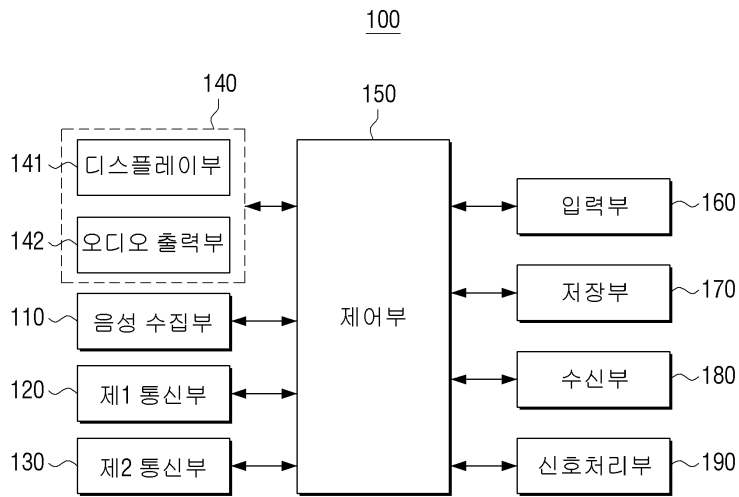 100
140
150
141
디스플레이부
142
오디오 출력부
110
음성 수집부
120
제1 통신부
130
제2 통신부
제어부
입력부
160
저장부
170
수신부
180
신호처리부
190